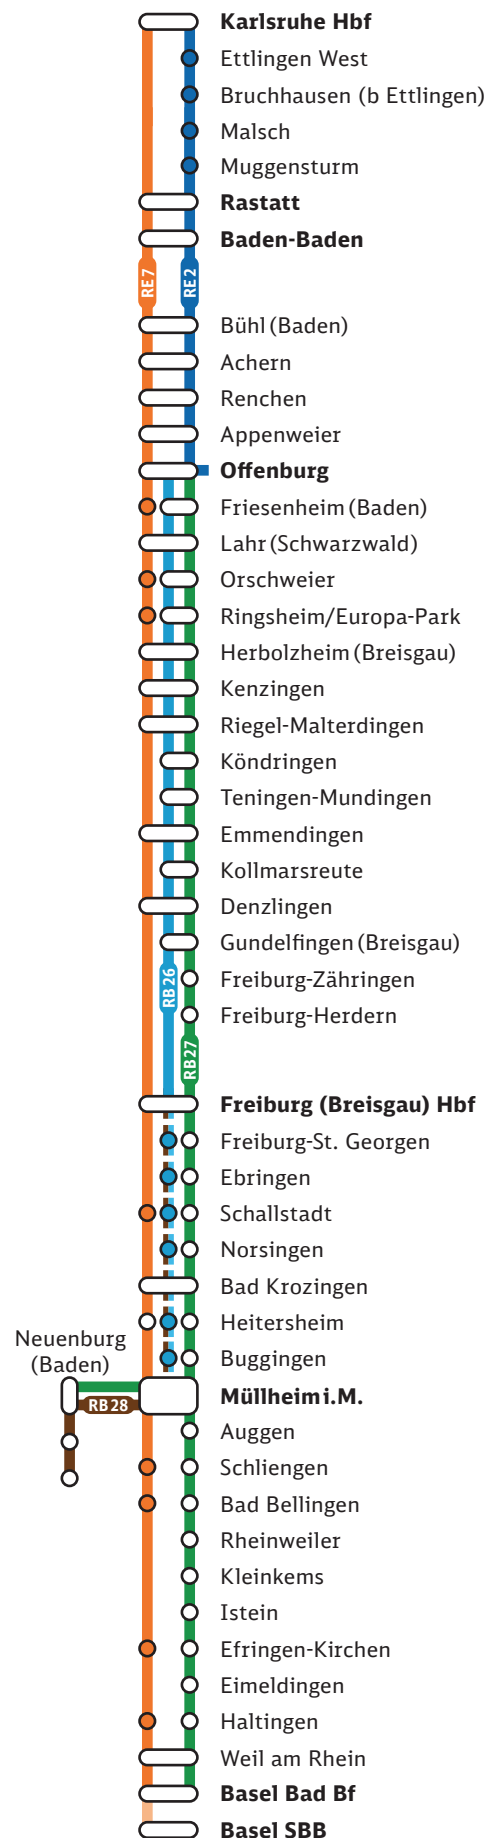 Karlsruhe Hbf
Ettlingen West
Bruchhausen (b Ettlingen)
Malsch
Muggensturm
Rastatt
Baden-Baden
RE 7
RE 2
Bühl (Baden)
Achern
Renchen
Appenweier
Offenburg
Friesenheim (Baden)
Lahr (Schwarzwald)
Orschweier
Ringsheim/Europa-Park
Herbolzheim (Breisgau)
Kenzingen
Riegel-Malterdingen
Köndringen
Teningen-Mundingen
Emmendingen
Kollmarsreute
Denzlingen
Gundelfingen (Breisgau)
RB 26
Freiburg-Zähringen
Freiburg-Herdern
RB 27
Freiburg (Breisgau) Hbf
Freiburg-St. Georgen
Ebringen
Schallstadt
Norsingen
Bad Krozingen
Heitersheim
Neuenburg
(Baden)
Buggingen
Müllheim i.M.
RB 28
Auggen
Schliengen
Bad Bellingen
Rheinweiler
Kleinkems
Istein
Efringen-Kirchen
Eimeldingen
Haltingen
Weil am Rhein
Basel Bad Bf
Basel SBB